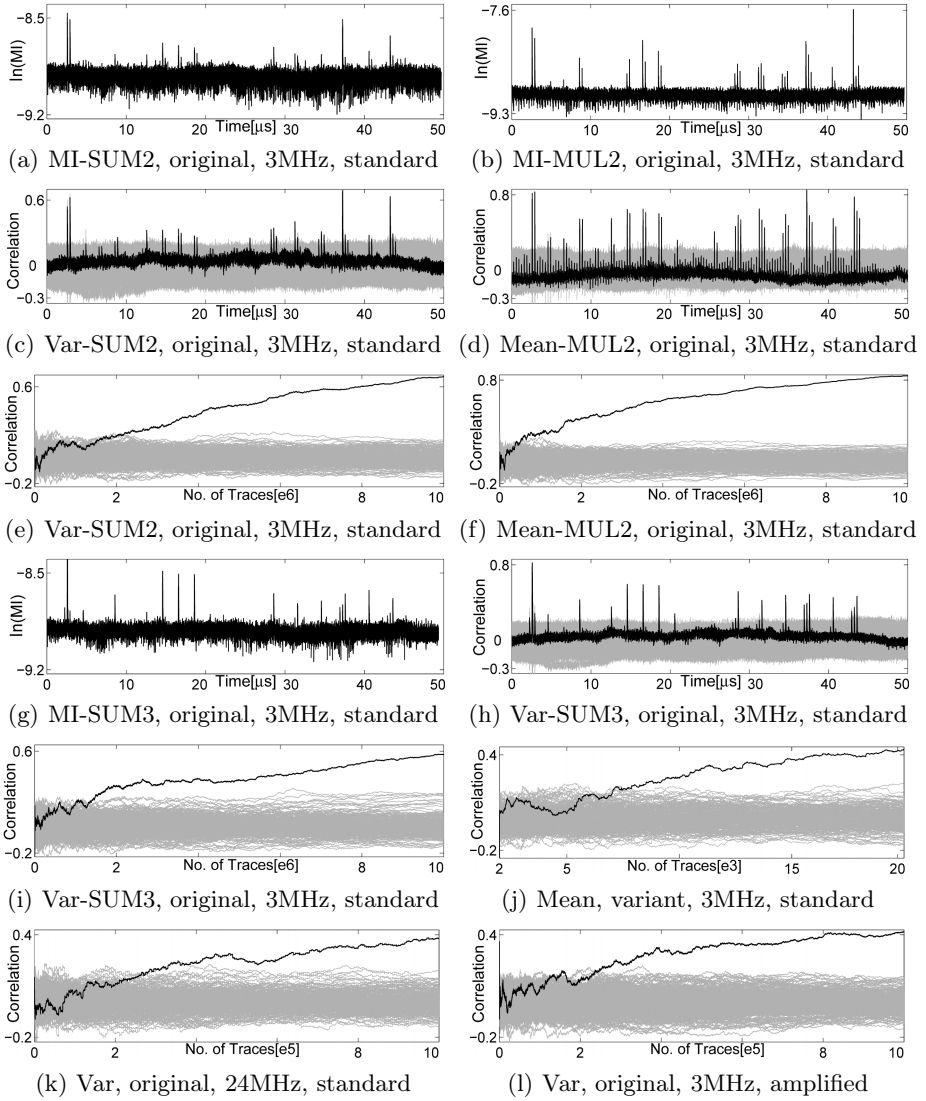 −8.5
ln(MI)
−9.2
0 10 20 30 40 50
Time[µs]
(a) MI-SUM2, original, 3MHz, standard
−7.6
ln(MI)
−9.3
0 10 20 30 40 50
Time[µs]
(b) MI-MUL2, original, 3MHz, standard
0.6
Correlation
0
−0.3
0 10 20 30 40 50
Time[µs]
(c) Var-SUM2, original, 3MHz, standard
0.8
Correlation
0
−0.3
0 10 20 30 40 50
Time[µs]
(d) Mean-MUL2, original, 3MHz, standard
0.6
Correlation
−0.2
0 2 8 10
No. of Traces[e6]
(e) Var-SUM2, original, 3MHz, standard
0.8
Correlation
−0.2
0 2 8 10
No. of Traces[e6]
(f) Mean-MUL2, original, 3MHz, standard
−8.5
ln(MI)
−9.2
0 10 20 30 40 50
Time[µs]
(g) MI-SUM3, original, 3MHz, standard
0.8
Correlation
0
−0.3
0 10 20 30 40 50
Time[µs]
(h) Var-SUM3, original, 3MHz, standard
0.6
Correlation
−0.2
0 2 8 10
No. of Traces[e6]
(i) Var-SUM3, original, 3MHz, standard
0.4
Correlation
−0.2
2 5 15 20
No. of Traces[e3]
(j) Mean, variant, 3MHz, standard
0.4
Correlation
−0.2
0 2 8 10
No. of Traces[e5]
(k) Var, original, 24MHz, standard
0.4
Correlation
−0.2
0 2 8 10
No. of Traces[e5]
(l) Var, original, 3MHz, amplified